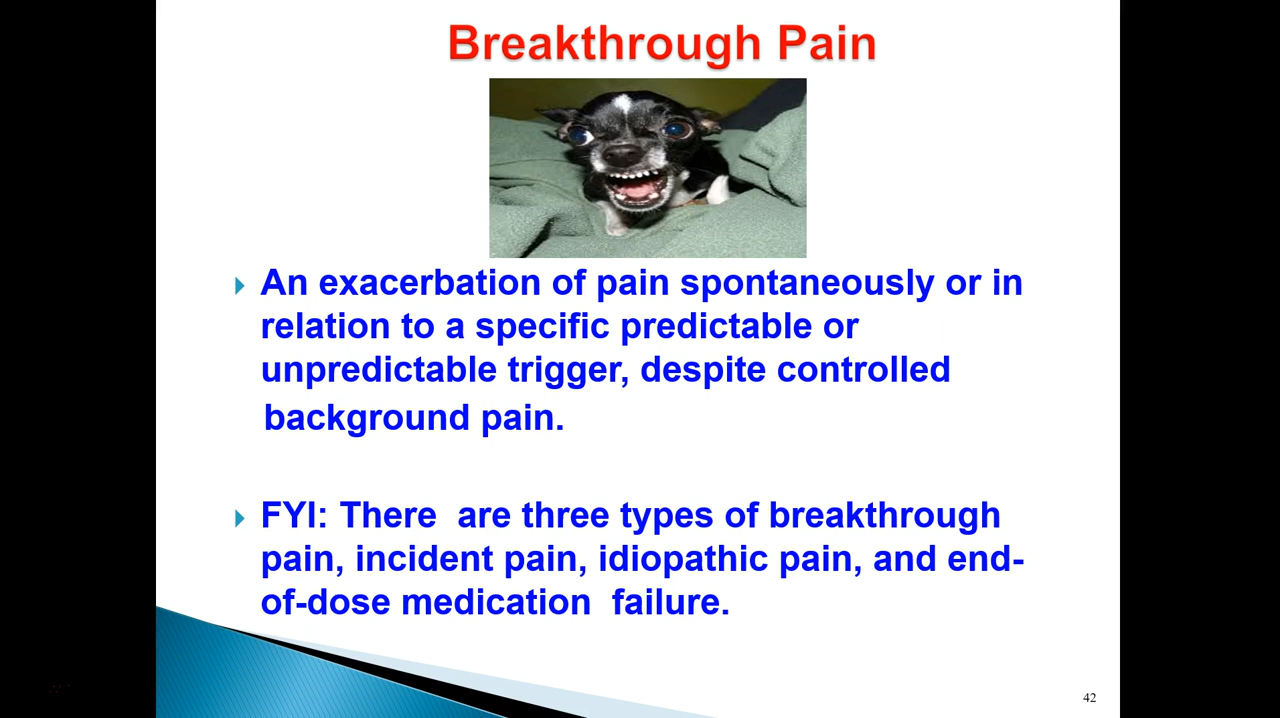 Breakthrough Pain
An exacerbation of pain spontaneously or in
relation to a specific predictable or
unpredictable trigger, despite controlled
background pain.
FYI: There  are three types of breakthrough
pain, incident pain, idiopathic pain, and end-
of-dose medication  failure.
42